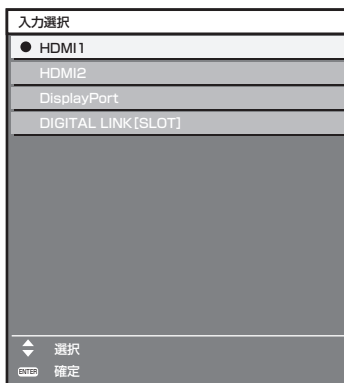 入力選択
HDMI1
HDMI2
DisplayPort
DIGITAL LINK[SLOT]
選択
ENTER 確定